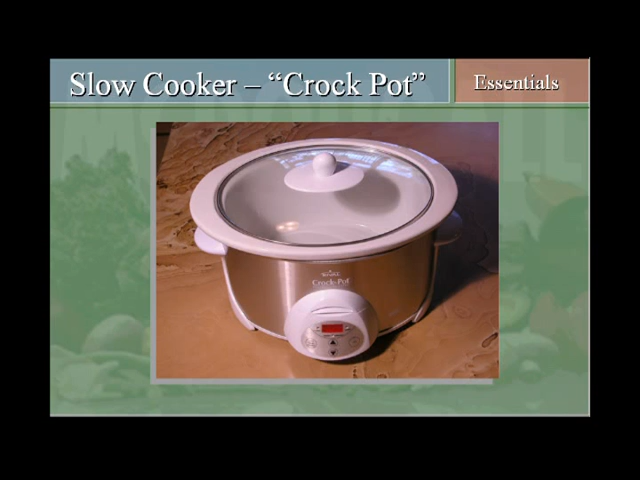 Slow Cooker – “Crock Pot”
Essentials
Crock-Pot